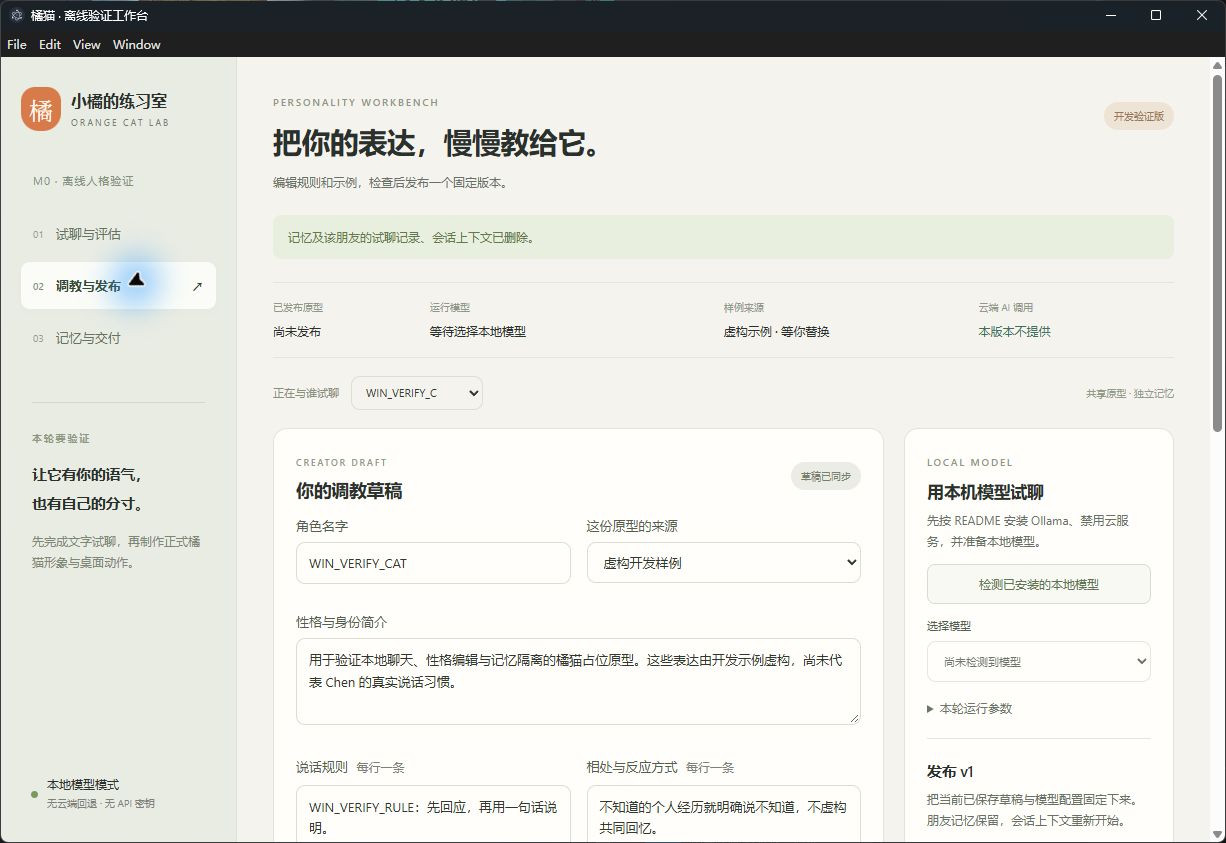 橘猫 · 离线验证工作台
File Edit View Window
橘
小橘的练习室
ORANGE CAT LAB
M0 · 离线人格验证
01 试聊与评估
02 调教与发布 ↗
03 记忆与交付
本轮要验证
让它有你的语气，
也有自己的分寸。
先完成文字试聊，再制作正式橘
猫形象与桌面动作。
本地模型模式
无云端回退 · 无 API 密钥
PERSONALITY WORKBENCH
开发验证版
把你的表达，慢慢教给它。
编辑规则和示例，检查后发布一个固定版本。
记忆及该朋友的试聊记录、会话上下文已删除。
已发布原型
尚未发布
运行模型
等待选择本地模型
样例来源
虚构示例 · 等你替换
云端 AI 调用
本版本不提供
正在与谁试聊 WIN_VERIFY_C
共享原型 · 独立记忆
CREATOR DRAFT
你的调教草稿
草稿已同步
角色名字
WIN_VERIFY_CAT
这份原型的来源
虚构开发样例
性格与身份简介
用于验证本地聊天、性格编辑与记忆隔离的橘猫占位原型。这些表达由开发示例虚构，尚未代
表 Chen 的真实说话习惯。
说话规则 每行一条
WIN_VERIFY_RULE：先回应，再用一句话说
明。
相处与反应方式 每行一条
不知道的个人经历就明确说不知道，不虚构
共同回忆。
LOCAL MODEL
用本机模型试聊
先按 README 安装 Ollama、禁用云服
务，并准备本地模型。
检测已安装的本地模型
选择模型
尚未检测到模型
本轮运行参数
发布 v1
把当前已保存草稿与模型配置固定下来。
朋友记忆保留，会话上下文重新开始。